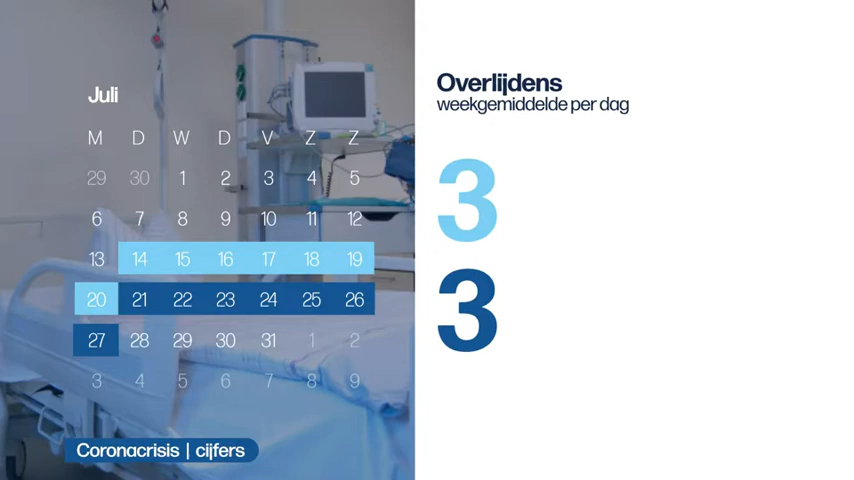 Juli
M D W D V Z Z
29 30 1 2 3 4 5
6 7 8 9 10 11 12
13 14 15 16 17 18 19
20 21 22 23 24 25 26
27 28 29 30 31 1 2
3 4 5 6 7 8 9
Coronacrisis | cijfers
Overlijdens
weekgemiddelde per dag
3
3